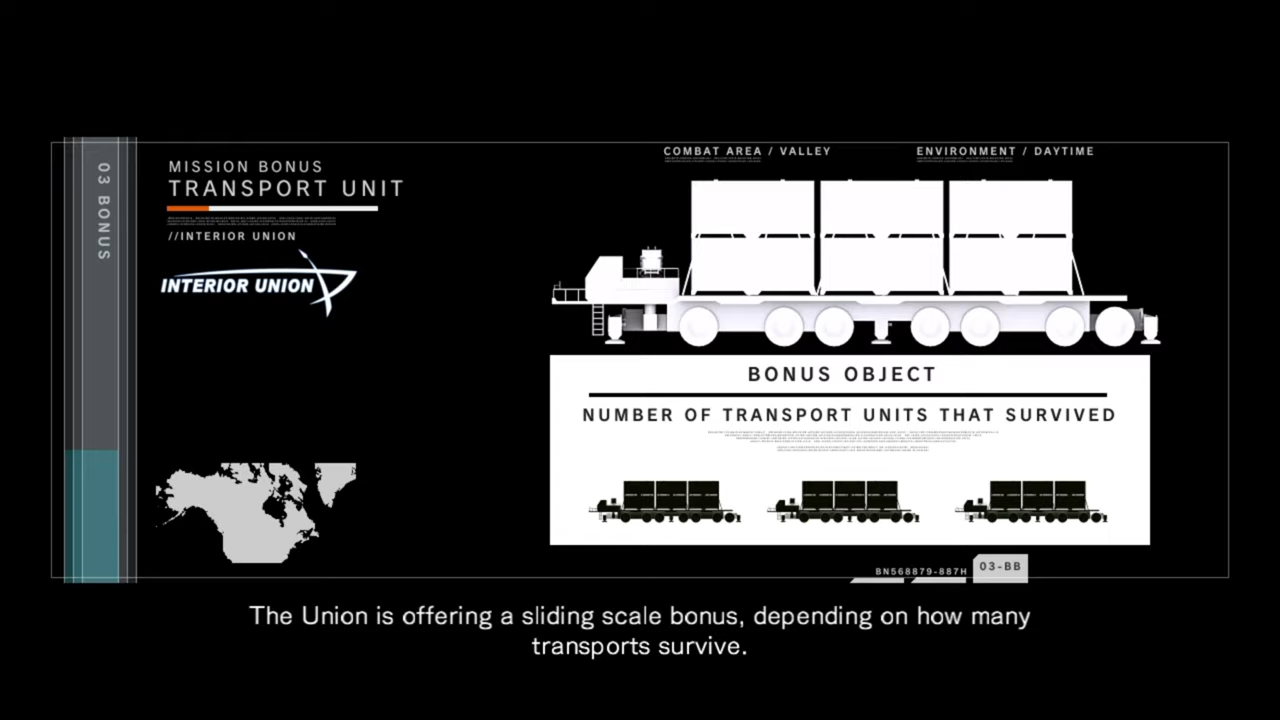 03 BONUS
MISSION BONUS
TRANSPORT UNIT
//INTERIOR UNION
INTERIOR UNION
COMBAT AREA / VALLEY
ENVIRONMENT / DAYTIME
BONUS OBJECT
NUMBER OF TRANSPORT UNITS THAT SURVIVED
BN568879-887H
03-BB
The Union is offering a sliding scale bonus, depending on how many
transports survive.